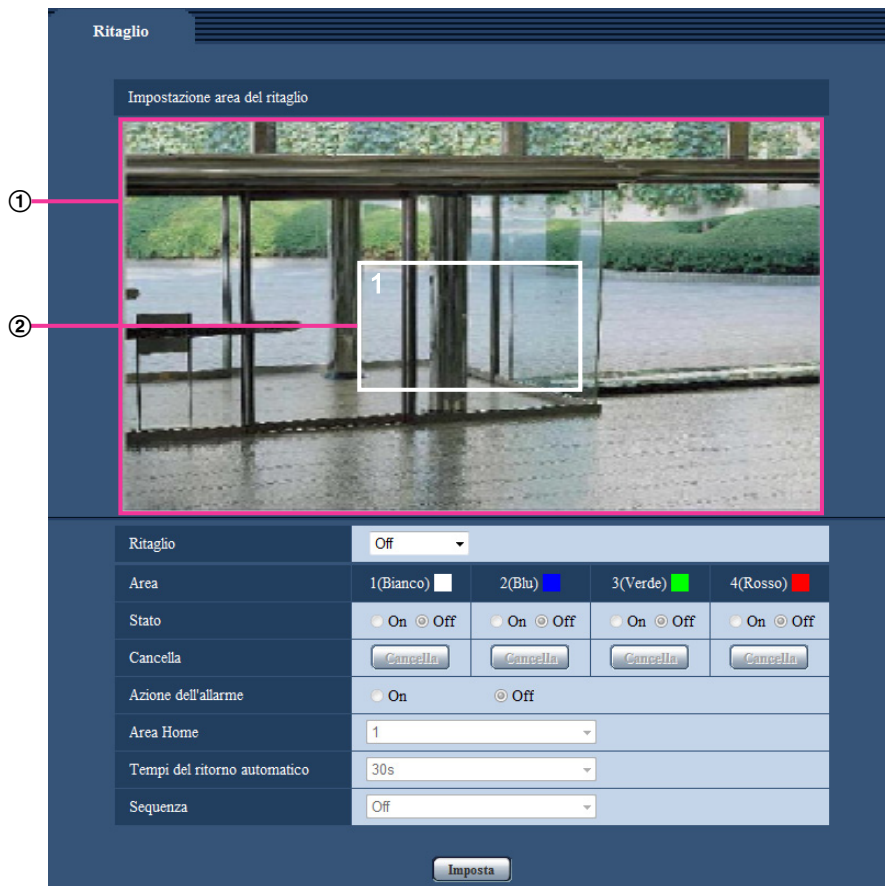 Ritaglio
Impostazione area del ritaglio
①
1
②
Ritaglio Off
Area 1(Bianco) 2(Blu) 3(Verde) 4(Rosso)
Stato On Off On Off On Off On Off
Cancella Cancella Cancella Cancella Cancella
Azione dell'allarme On Off
Area Home 1
Tempi del ritorno automatico 30s
Sequenza Off
Imposta